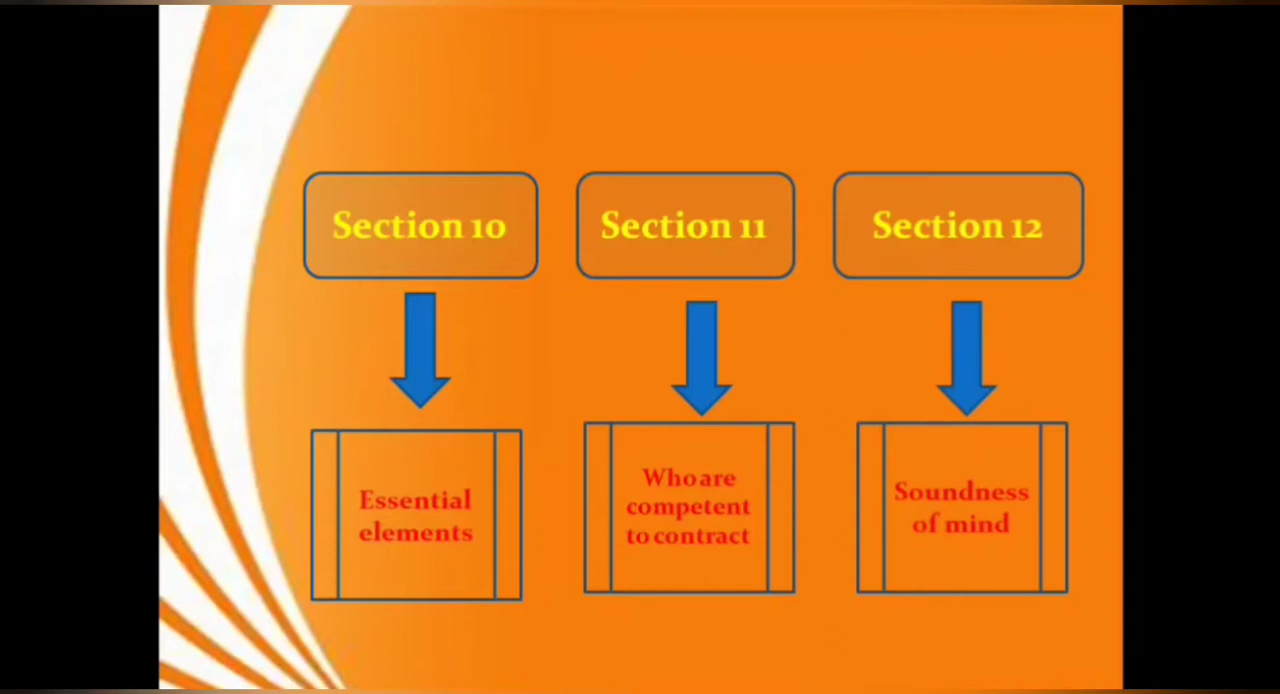 Section 10
Section 11
Section 12
Essential
elements
Who are
competent
to contract
Soundness
of mind